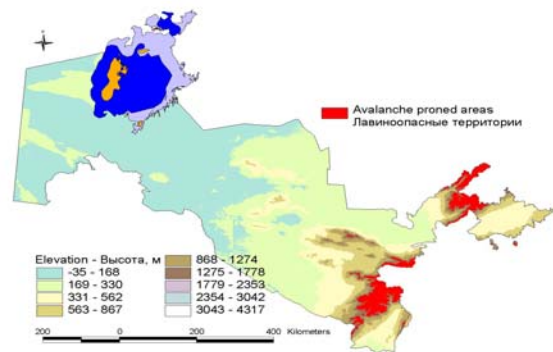 Avalanche proned areas
Лавиноопасные территории
Elevation - Высота, м
-35 - 168
169 - 330
331 - 562
563 - 867
868 - 1274
1275 - 1778
1779 - 2353
2354 - 3042
3043 - 4317
200 0 200 400 Kilometers